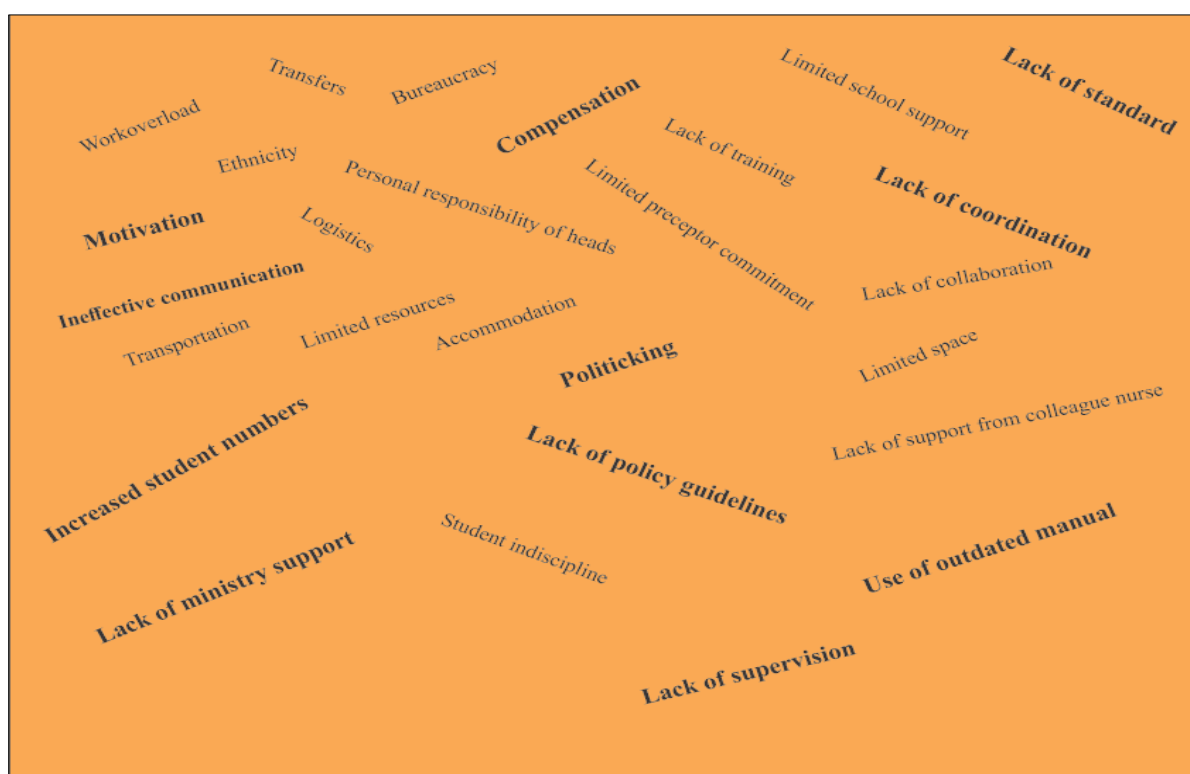 Transfers
Bureaucracy
Compensation
Limited school support
Lack of standard
Workoverload
Ethnicity
Personal responsibility of heads
Lack of training
Limited preceptor commitment
Lack of coordination
Motivation
Logistics
Ineffective communication
Lack of collaboration
Transportation
Limited resources
Accommodation
Politicking
Limited space
Increased student numbers
Lack of policy guidelines
Lack of support from colleague nurse
Lack of ministry support
Student indiscipline
Use of outdated manual
Lack of supervision